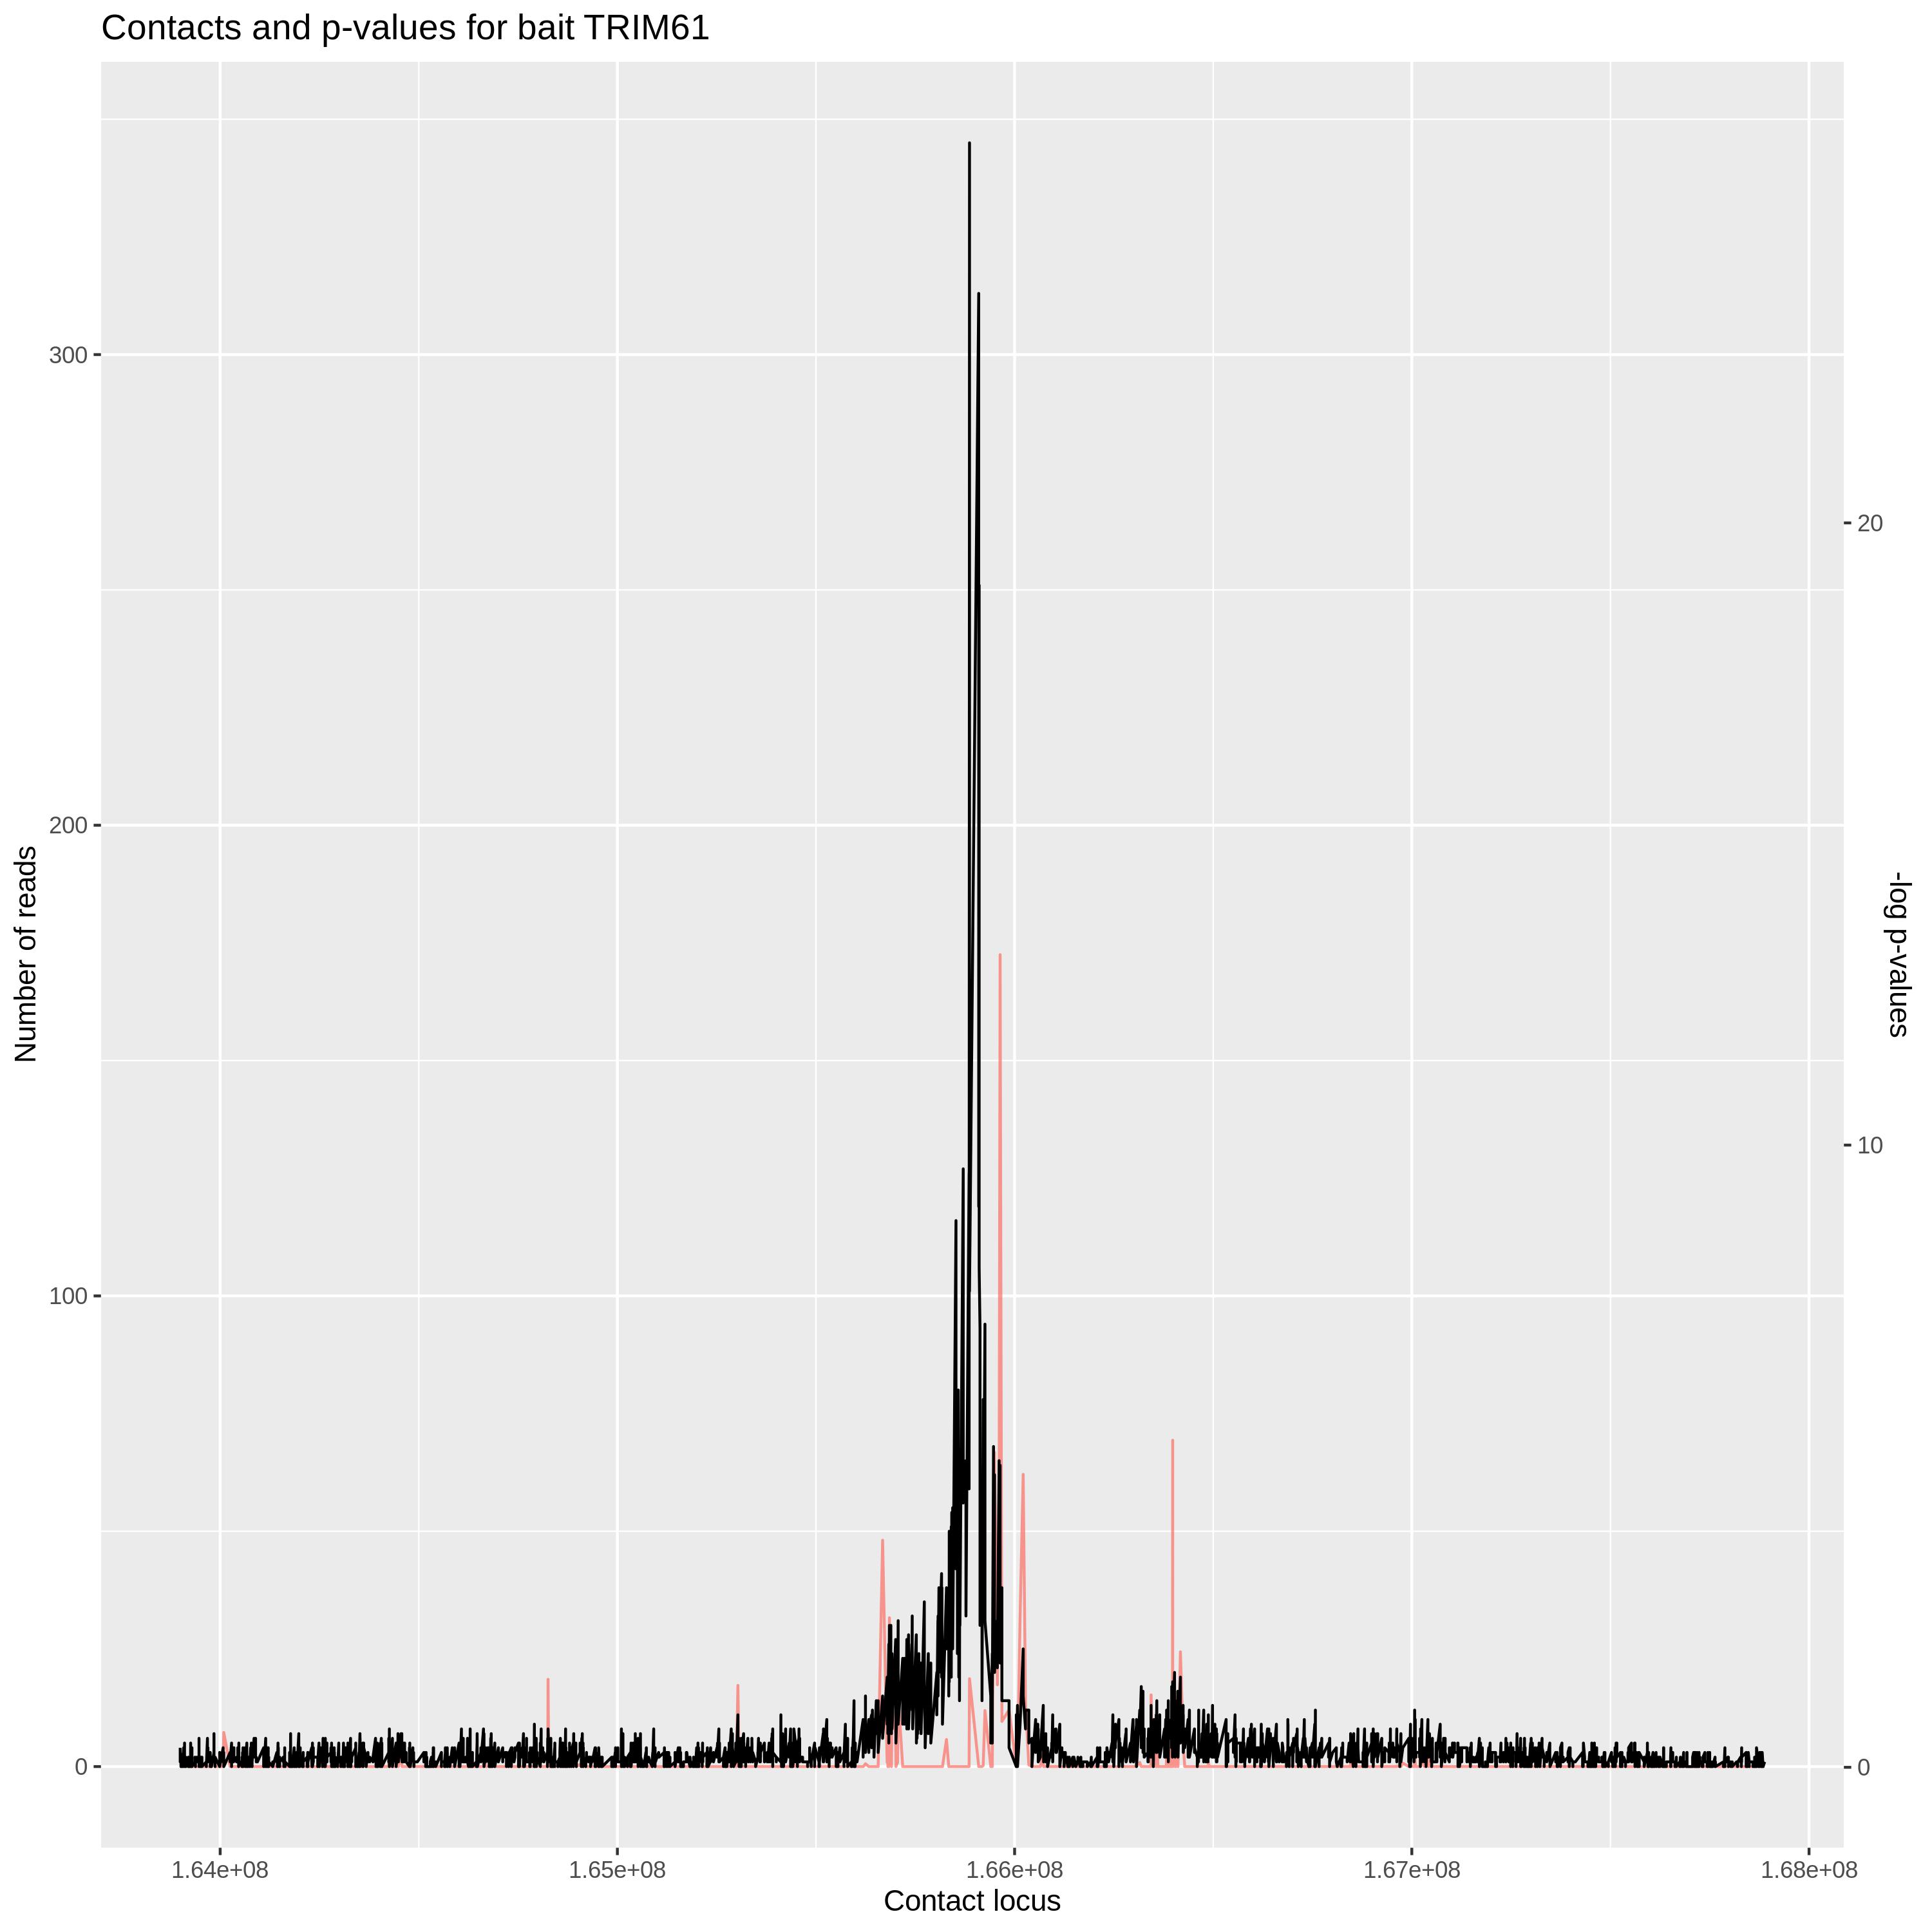 Contacts and p-values for bait TRIM61
300
200
100
0
Number of reads
20
10
0
-log p-values
1.64e+08 1.65e+08 1.66e+08 1.67e+08 1.68e+08
Contact locus